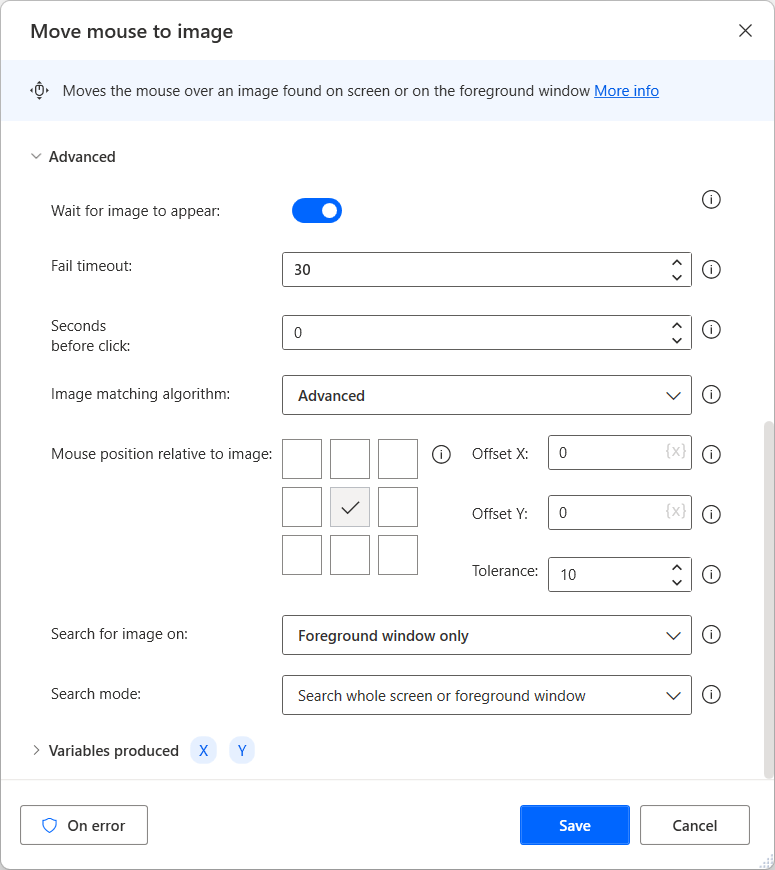 Move mouse to image
Moves the mouse over an image found on screen or on the foreground window More info
Advanced
Wait for image to appear:
Fail timeout:
30
Seconds
before click:
0
Image matching algorithm:
Advanced
Mouse position relative to image:
Offset X:
0
{x}
Offset Y:
0
{x}
Tolerance:
10
Search for image on:
Foreground window only
Search mode:
Search whole screen or foreground window
Variables produced X Y
On error
Save
Cancel